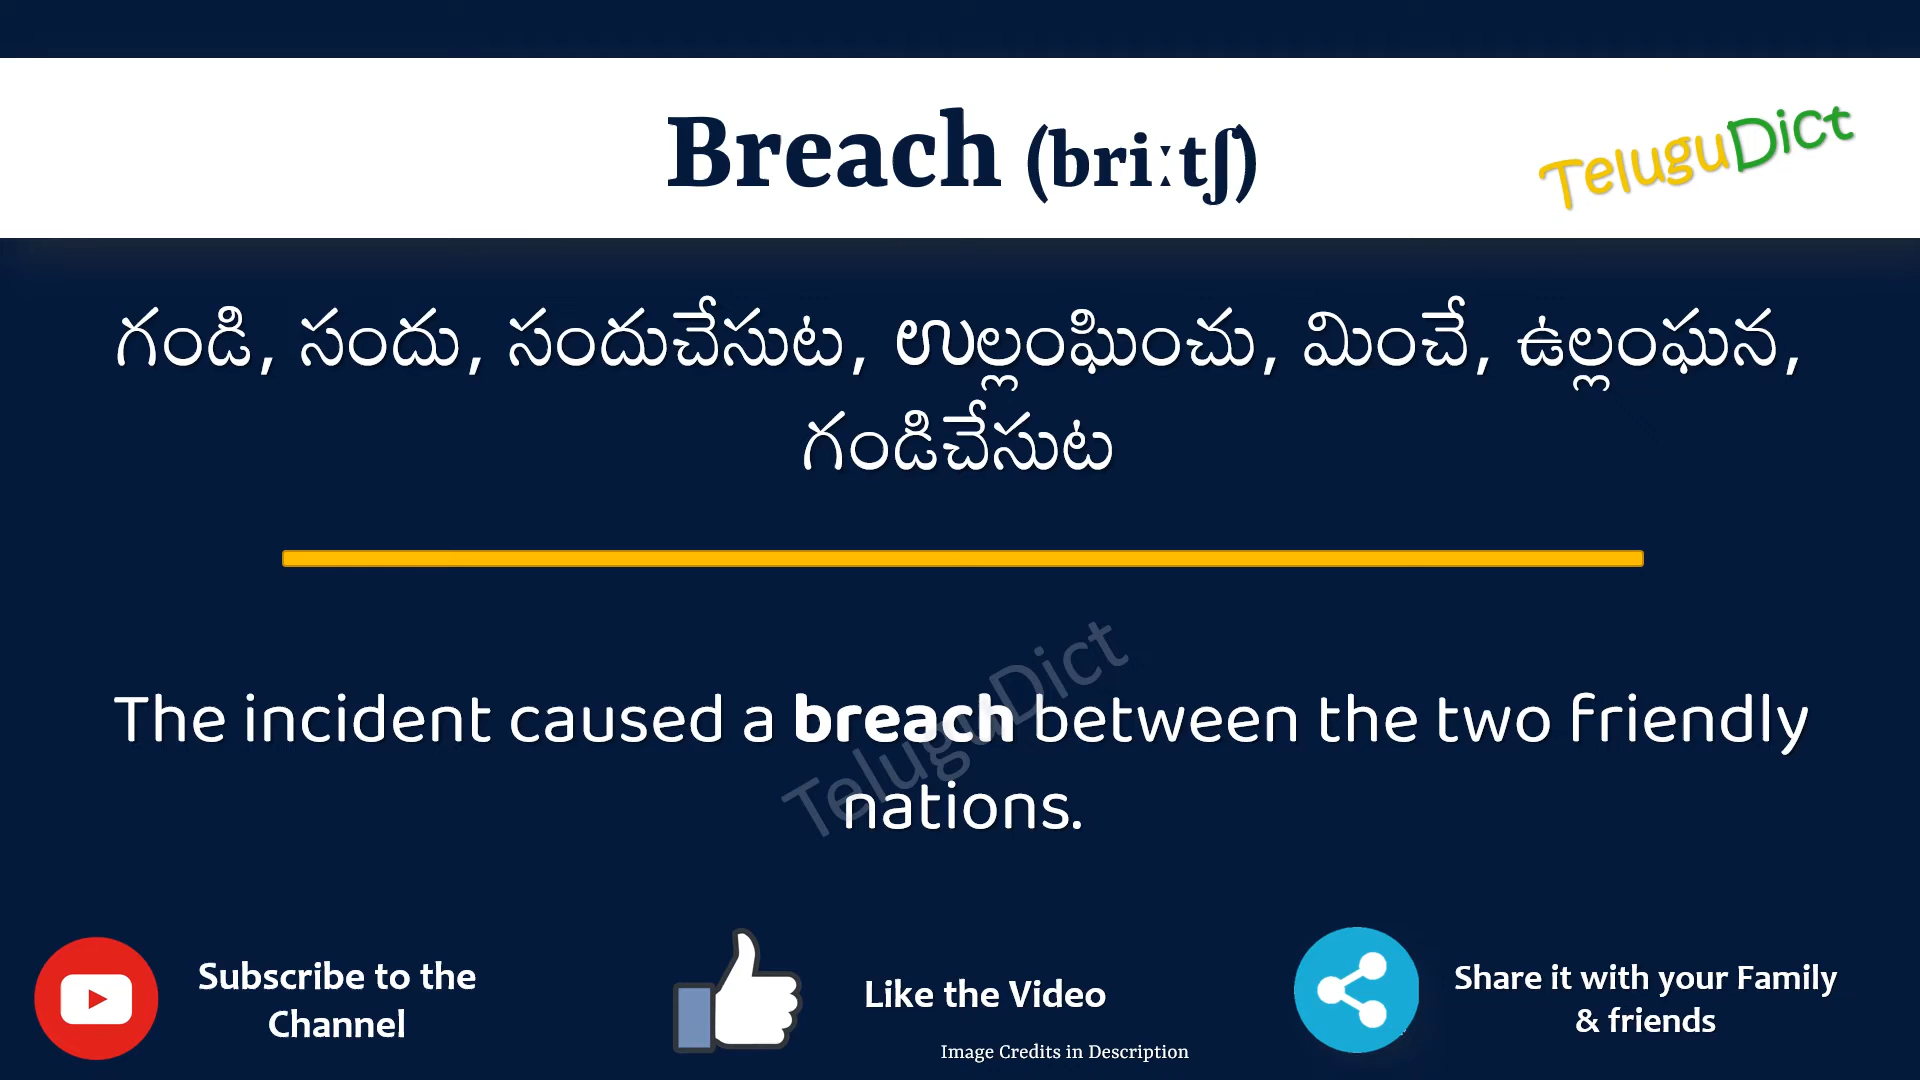 Breach (briːtʃ)
TeluguDict
గండి, సందు, సందుచేసుట, ఉల్లంఘించు, మించే, ఉల్లంఘన,
గండిచేసుట
The incident caused a breach between the two friendly
nations.
TeluguDict
Subscribe to the
Channel
Like the Video
Share it with your Family
& friends
Image Credits in Description